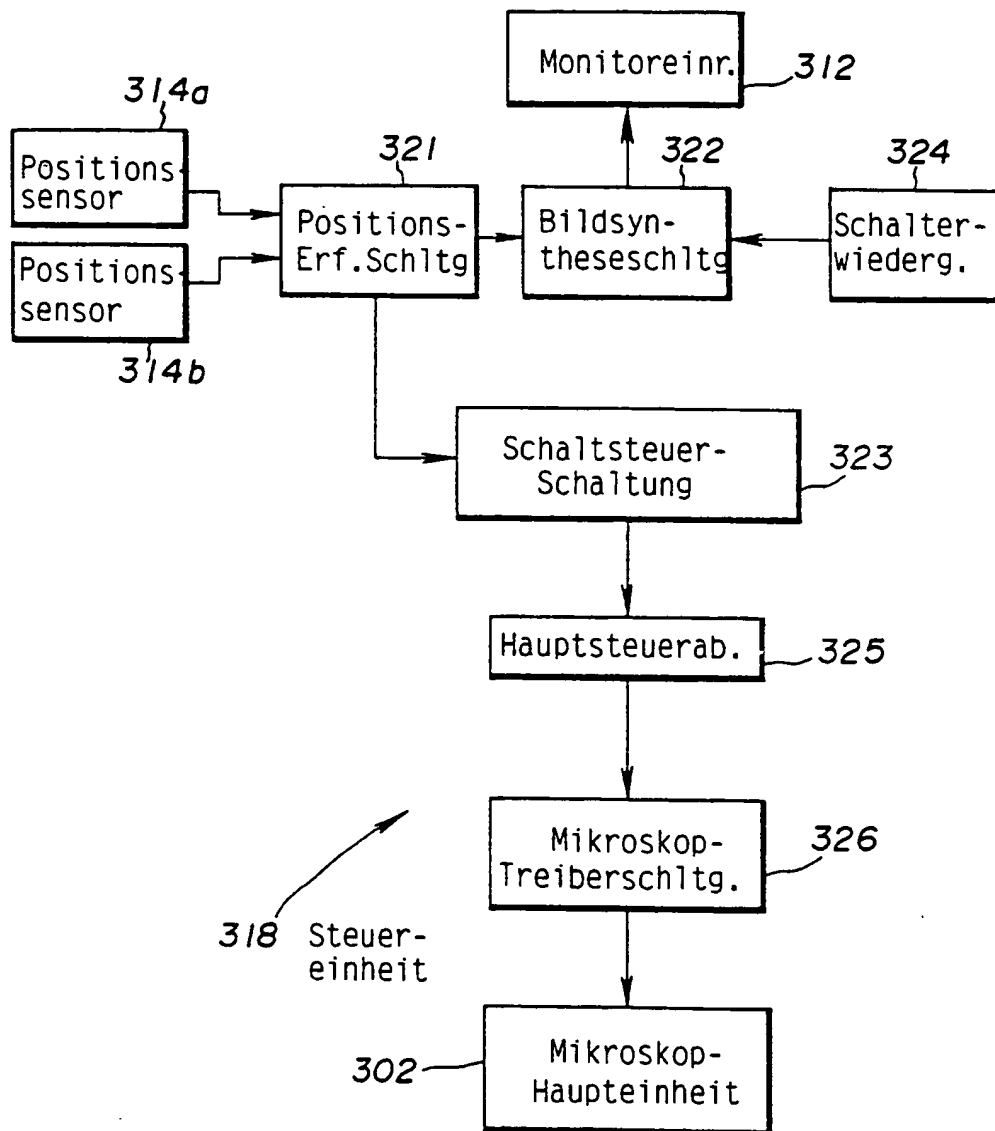 Monitoreinr.
312
314a
Positions-
sensor
321
322
324
Positions-
Erf.Schltg
Bildsyn-
theseschltg
Schalter-
wiederg.
Positions-
sensor
314b
Schaltsteuer-
Schaltung
323
Hauptsteuerab.
325
Mikroskop-
Treiberschltg.
326
318
Steuer-
einheit
302
Mikroskop-
Haupteinheit